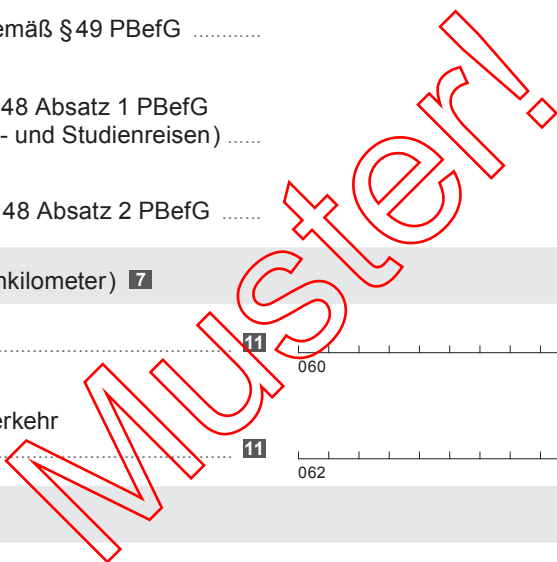 emäß §49 PBefG ............
48 Absatz 1 PBefG
- und Studienreisen) ......
48 Absatz 2 PBefG .......
nkilometer) 7
11
060
erkehr
11
062
Muster!